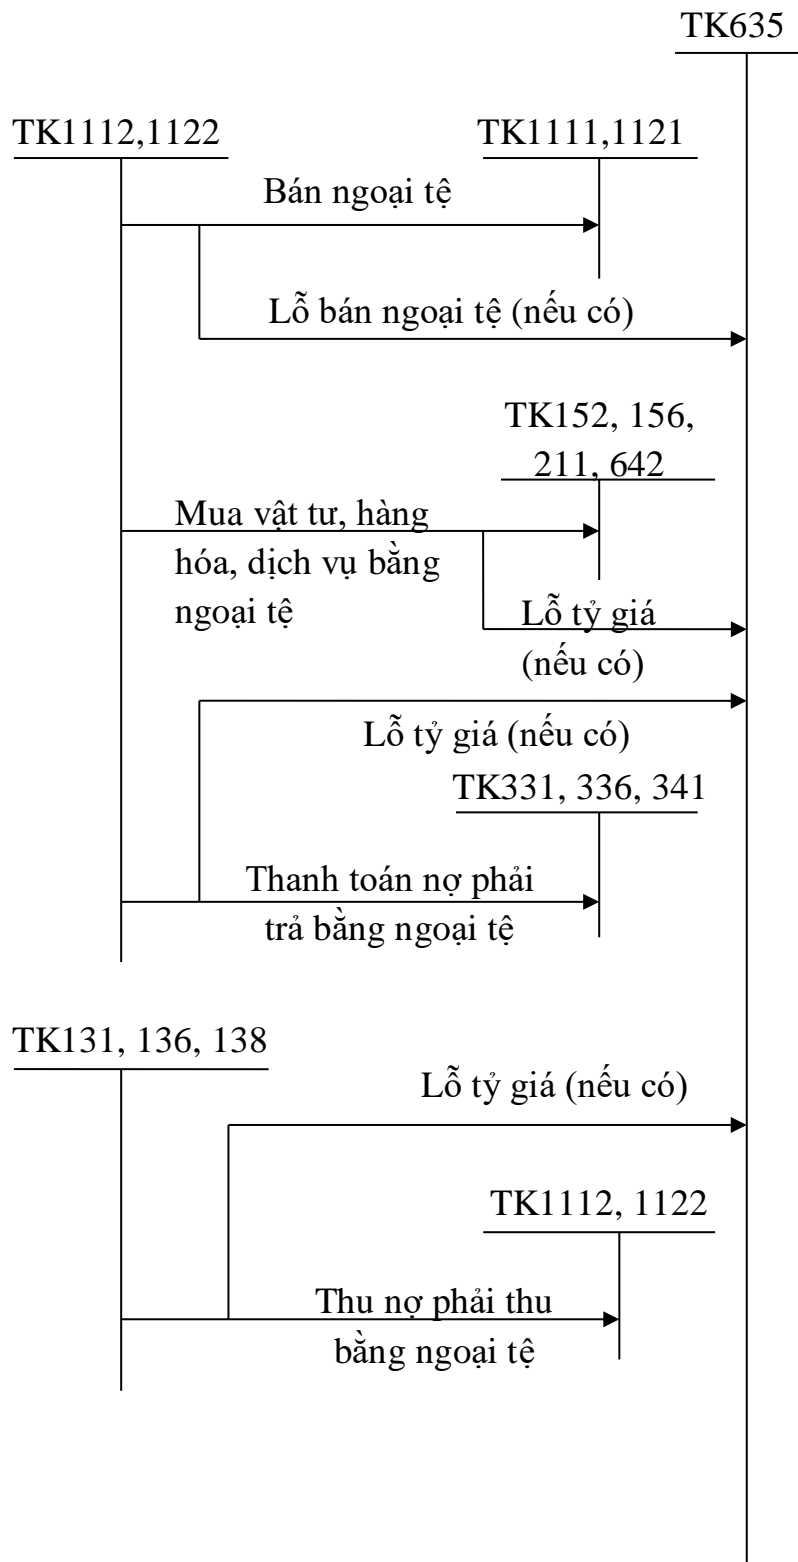 TK635
TK1112,1122
TK1111,1121
Bán ngoại tệ
Lỗ bán ngoại tệ (nếu có)
TK152, 156,
211, 642
Mua vật tư, hàng
hóa, dịch vụ bằng
ngoại tệ
Lỗ tỷ giá
(nếu có)
Lỗ tỷ giá (nếu có)
TK331, 336, 341
Thanh toán nợ phải
trả bằng ngoại tệ
TK131, 136, 138
Lỗ tỷ giá (nếu có)
TK1112, 1122
Thu nợ phải thu
bằng ngoại tệ